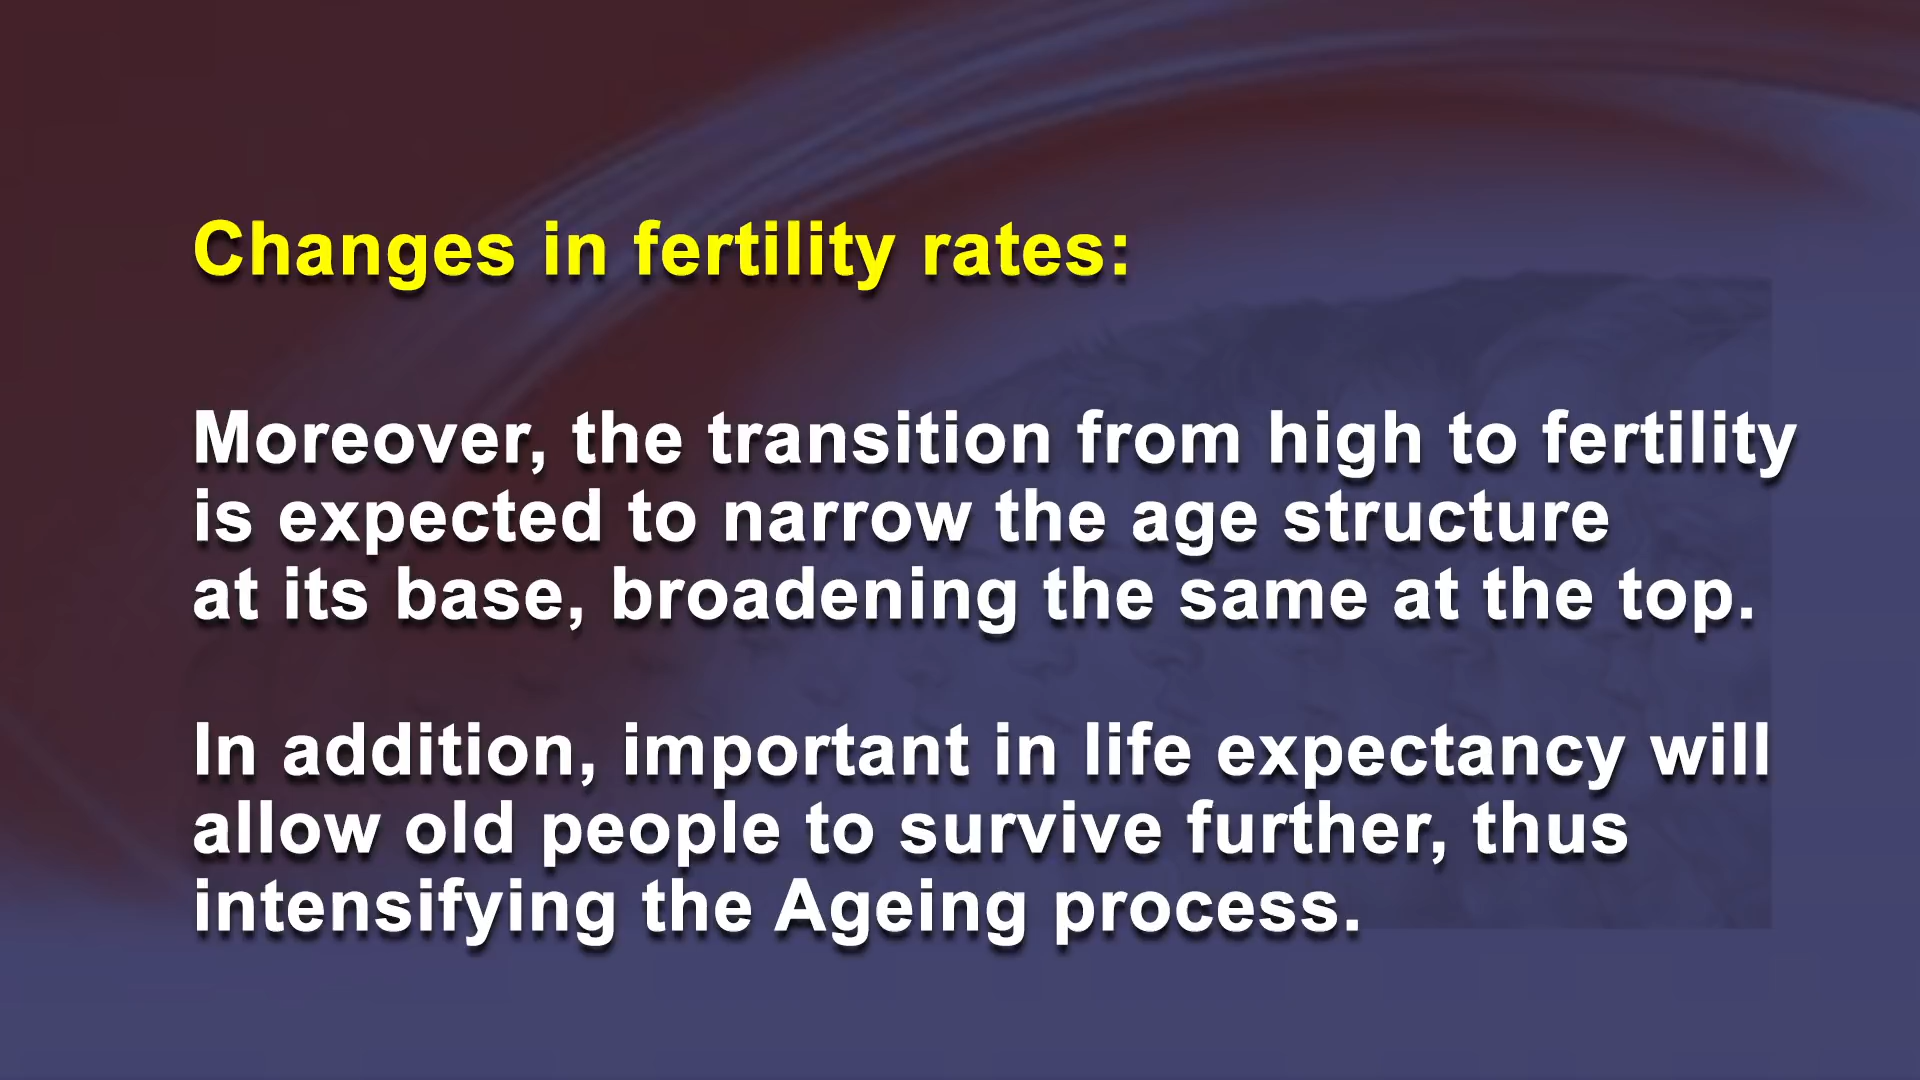 Changes in fertility rates:
Moreover, the transition from high to fertility
is expected to narrow the age structure
at its base, broadening the same at the top.
In addition, important in life expectancy will
allow old people to survive further, thus
intensifying the Ageing process.